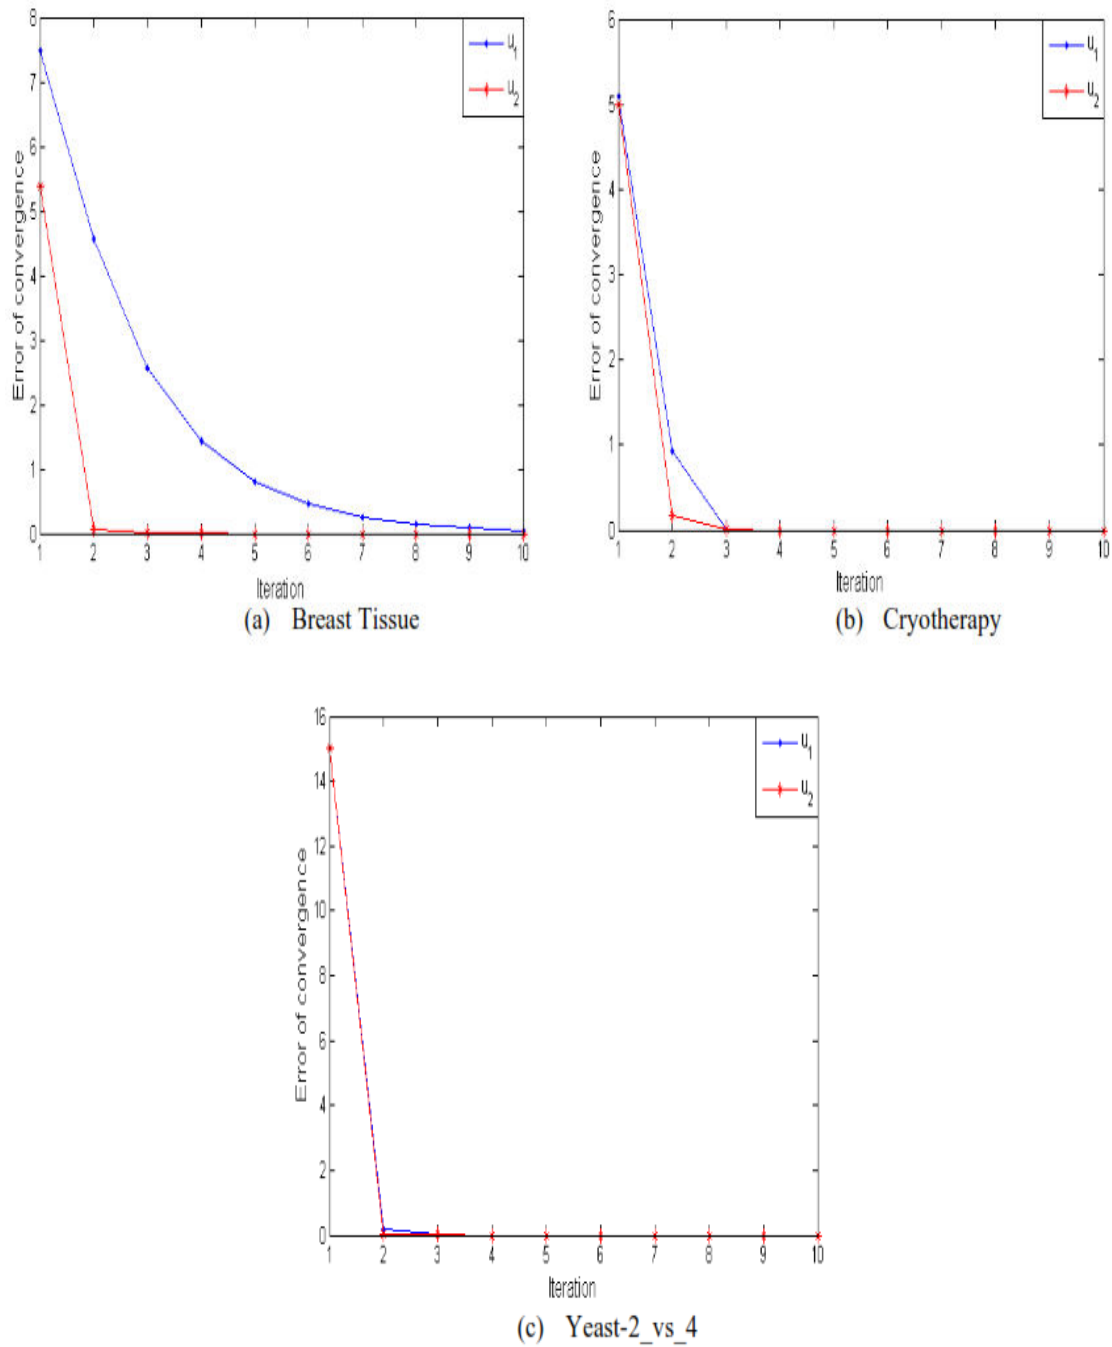 8
7
6
5
4
3
2
1
0
Error of convergence
u1
u2
1 2 3 4 5 6 7 8 9 10
Iteration
(a) Breast Tissue
6
5
4
3
2
1
0
Error of convergence
u1
u2
1 2 3 4 5 6 7 8 9 10
Iteration
(b) Cryotherapy
16
14
12
10
8
6
4
2
0
Error of convergence
u1
u2
1 2 3 4 5 6 7 8 9 10
Iteration
(c) Yeast-2_vs_4